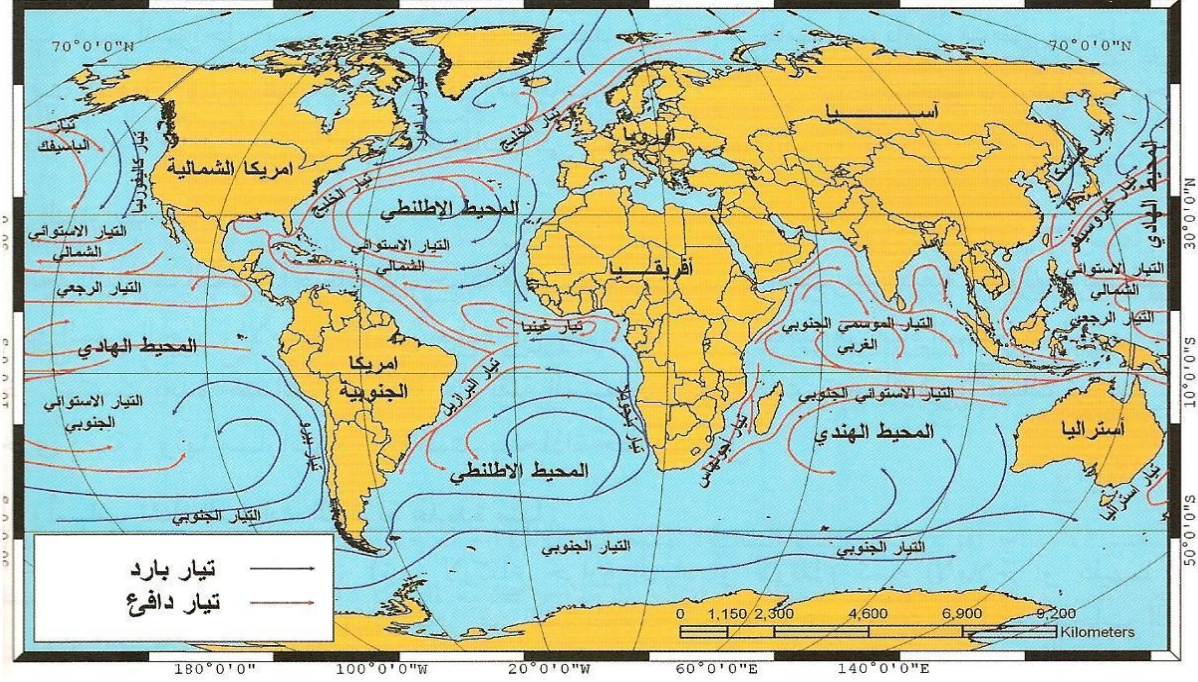 70°0'0"N
70°0'0"N
تيار الخليج
آسيا
أوربا
تيار
الباسيفك
تيار كاليفورنيا
امريكا الشمالية
تيار الخليج
المحيط الاطلنطي
تيار كيروسيفو
المحيط الهادي
30°0'0"N
التيار الاستوائي
الشمالي
التيار الاستوائي
الشمالي
أفريقيا
التيار الاستوائي
الشمالي
التيار الرجعي
تيار غينيا
التيار الموسمي الجنوبي
الغربي
التيار الرجعي
المحيط الهادي
امريكا
الجنوبية
تيار البرازيل
تيار بنجويلا
10°0'0"S
التيار الاستوائي
الجنوبي
تيار بيرو
التيار الاستوائي الجنوبي
المحيط الهندي
تيار اجولهاس
أستراليا
المحيط الاطلنطي
تيار استراليا
50°0'0"S
التيار الجنوبي
التيار الجنوبي
التيار الجنوبي
تيار بارد
تيار دافئ
0 1,150 2,300 4,600 6,900 9,200
Kilometers
180°0'0"
100°0'0"W
20°0'0"W
60°0'0"E
140°0'0"E